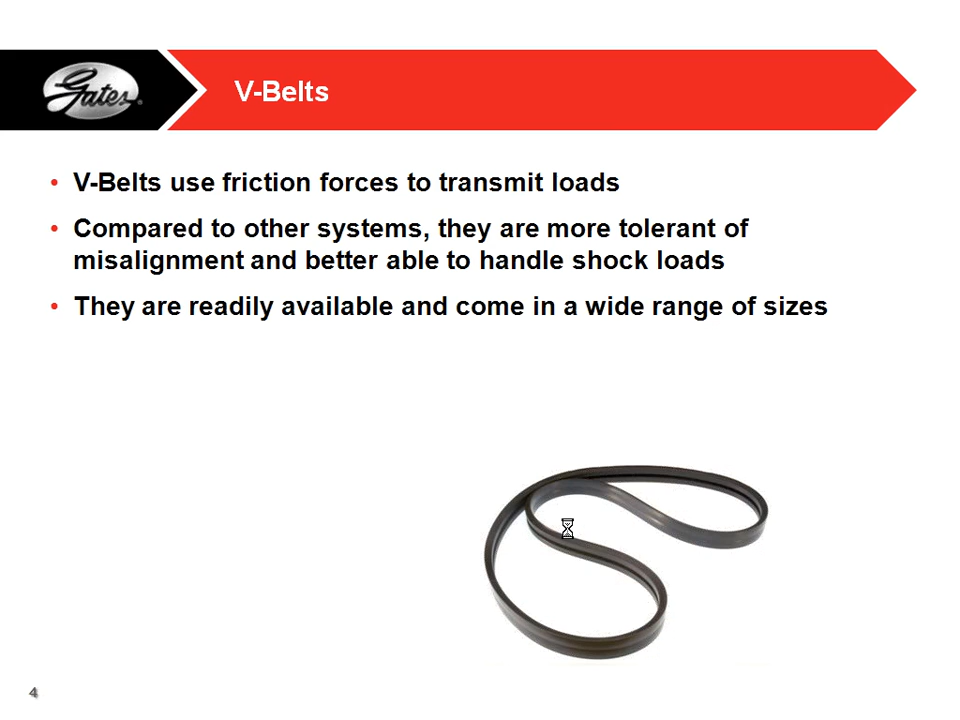 Gates
V-Belts
• V-Belts use friction forces to transmit loads
• Compared to other systems, they are more tolerant of
misalignment and better able to handle shock loads
• They are readily available and come in a wide range of sizes
4